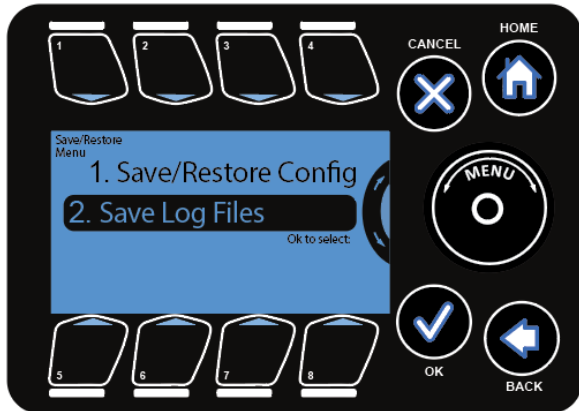 HOME
CANCEL
1 2 3 4
Save/Restore
Menu
1. Save/Restore Config
2. Save Log Files
Ok to select:
MENU
5 6 7 8
OK
BACK